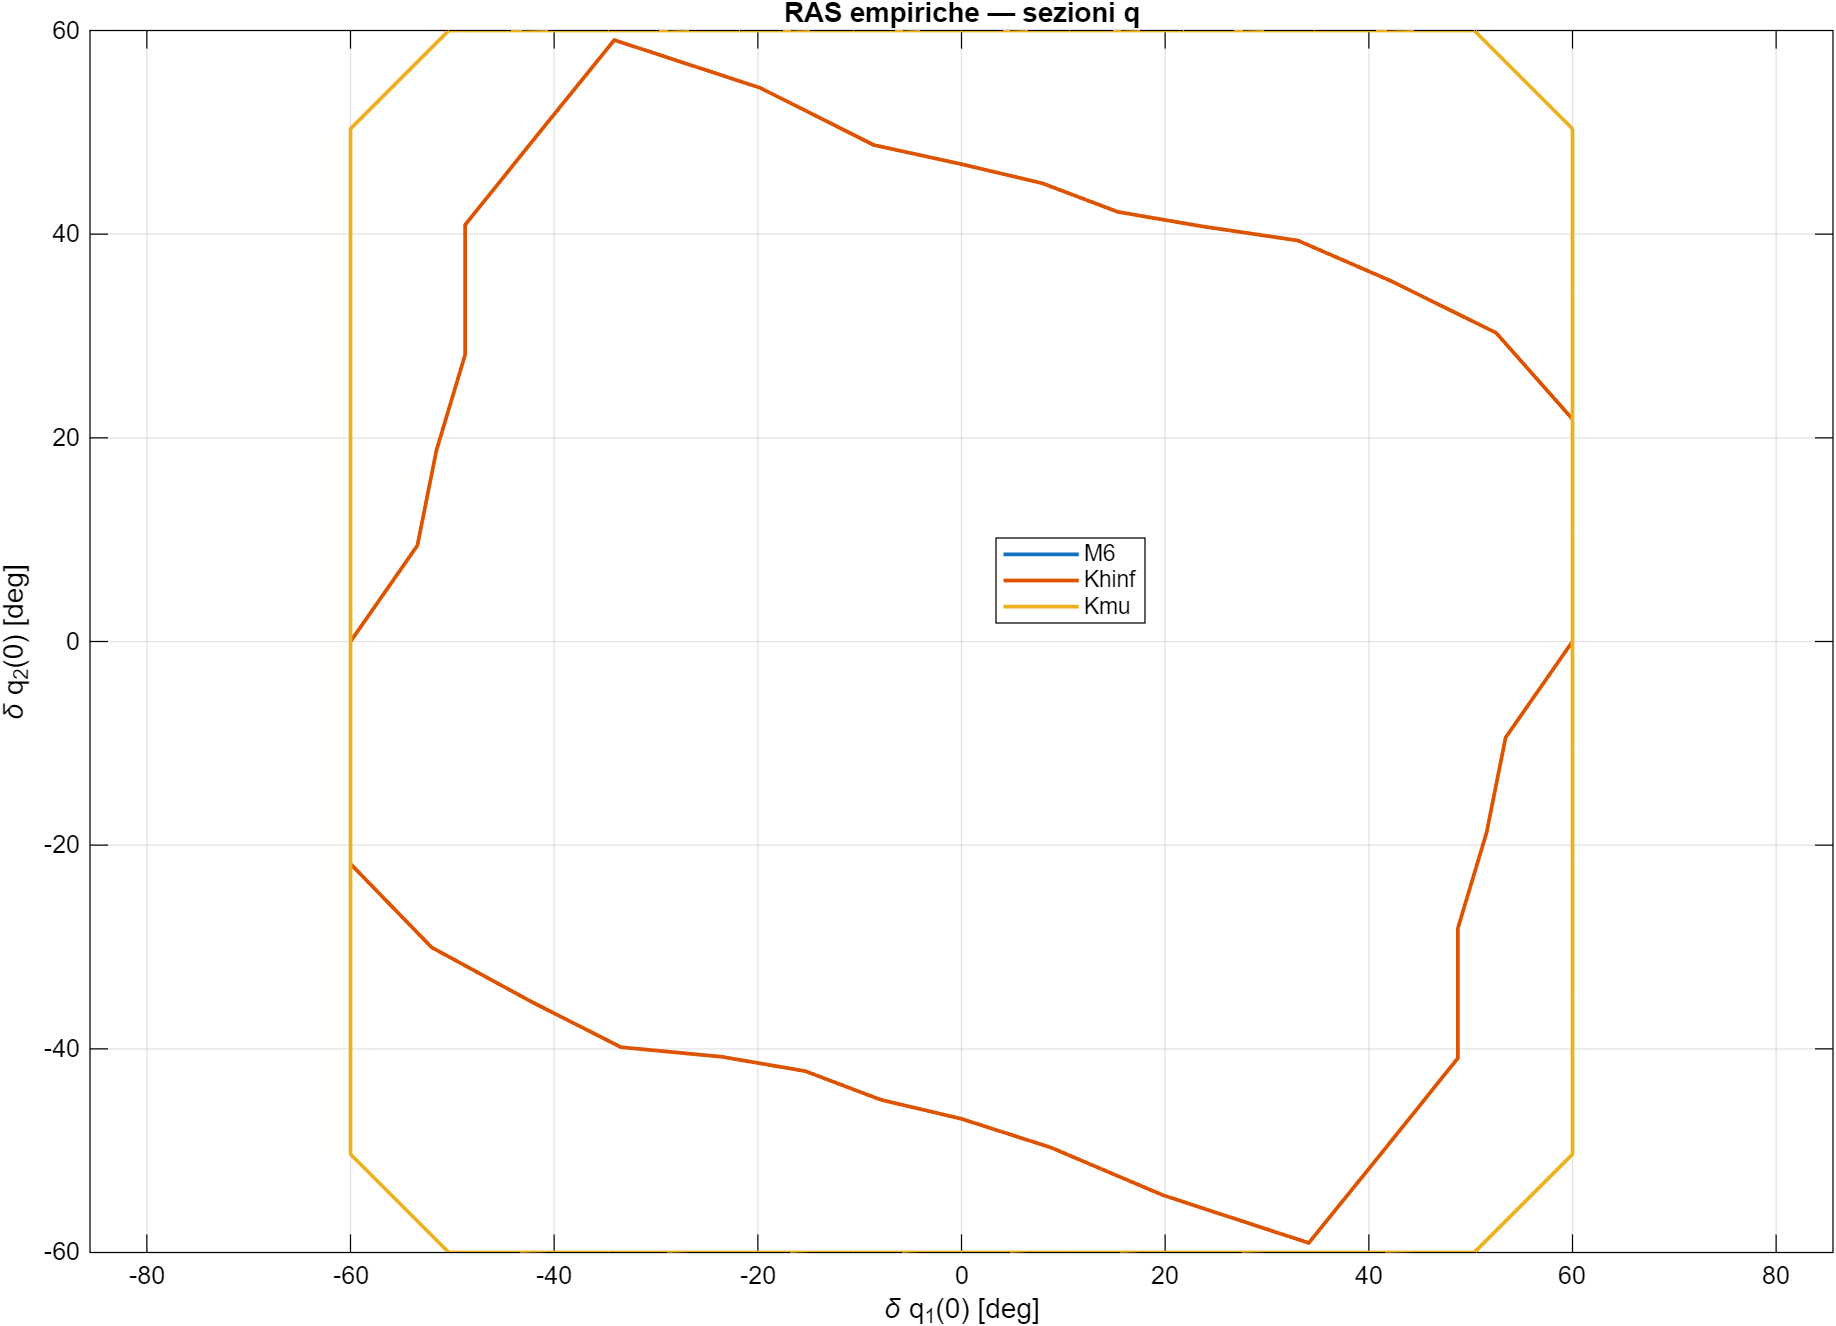 RAS empiriche — sezioni q
60
40
20
0
-20
-40
-60
δ q₂(0) [deg]
M6
Khinf
Kmu
-80 -60 -40 -20 0 20 40 60 80
δ q₁(0) [deg]